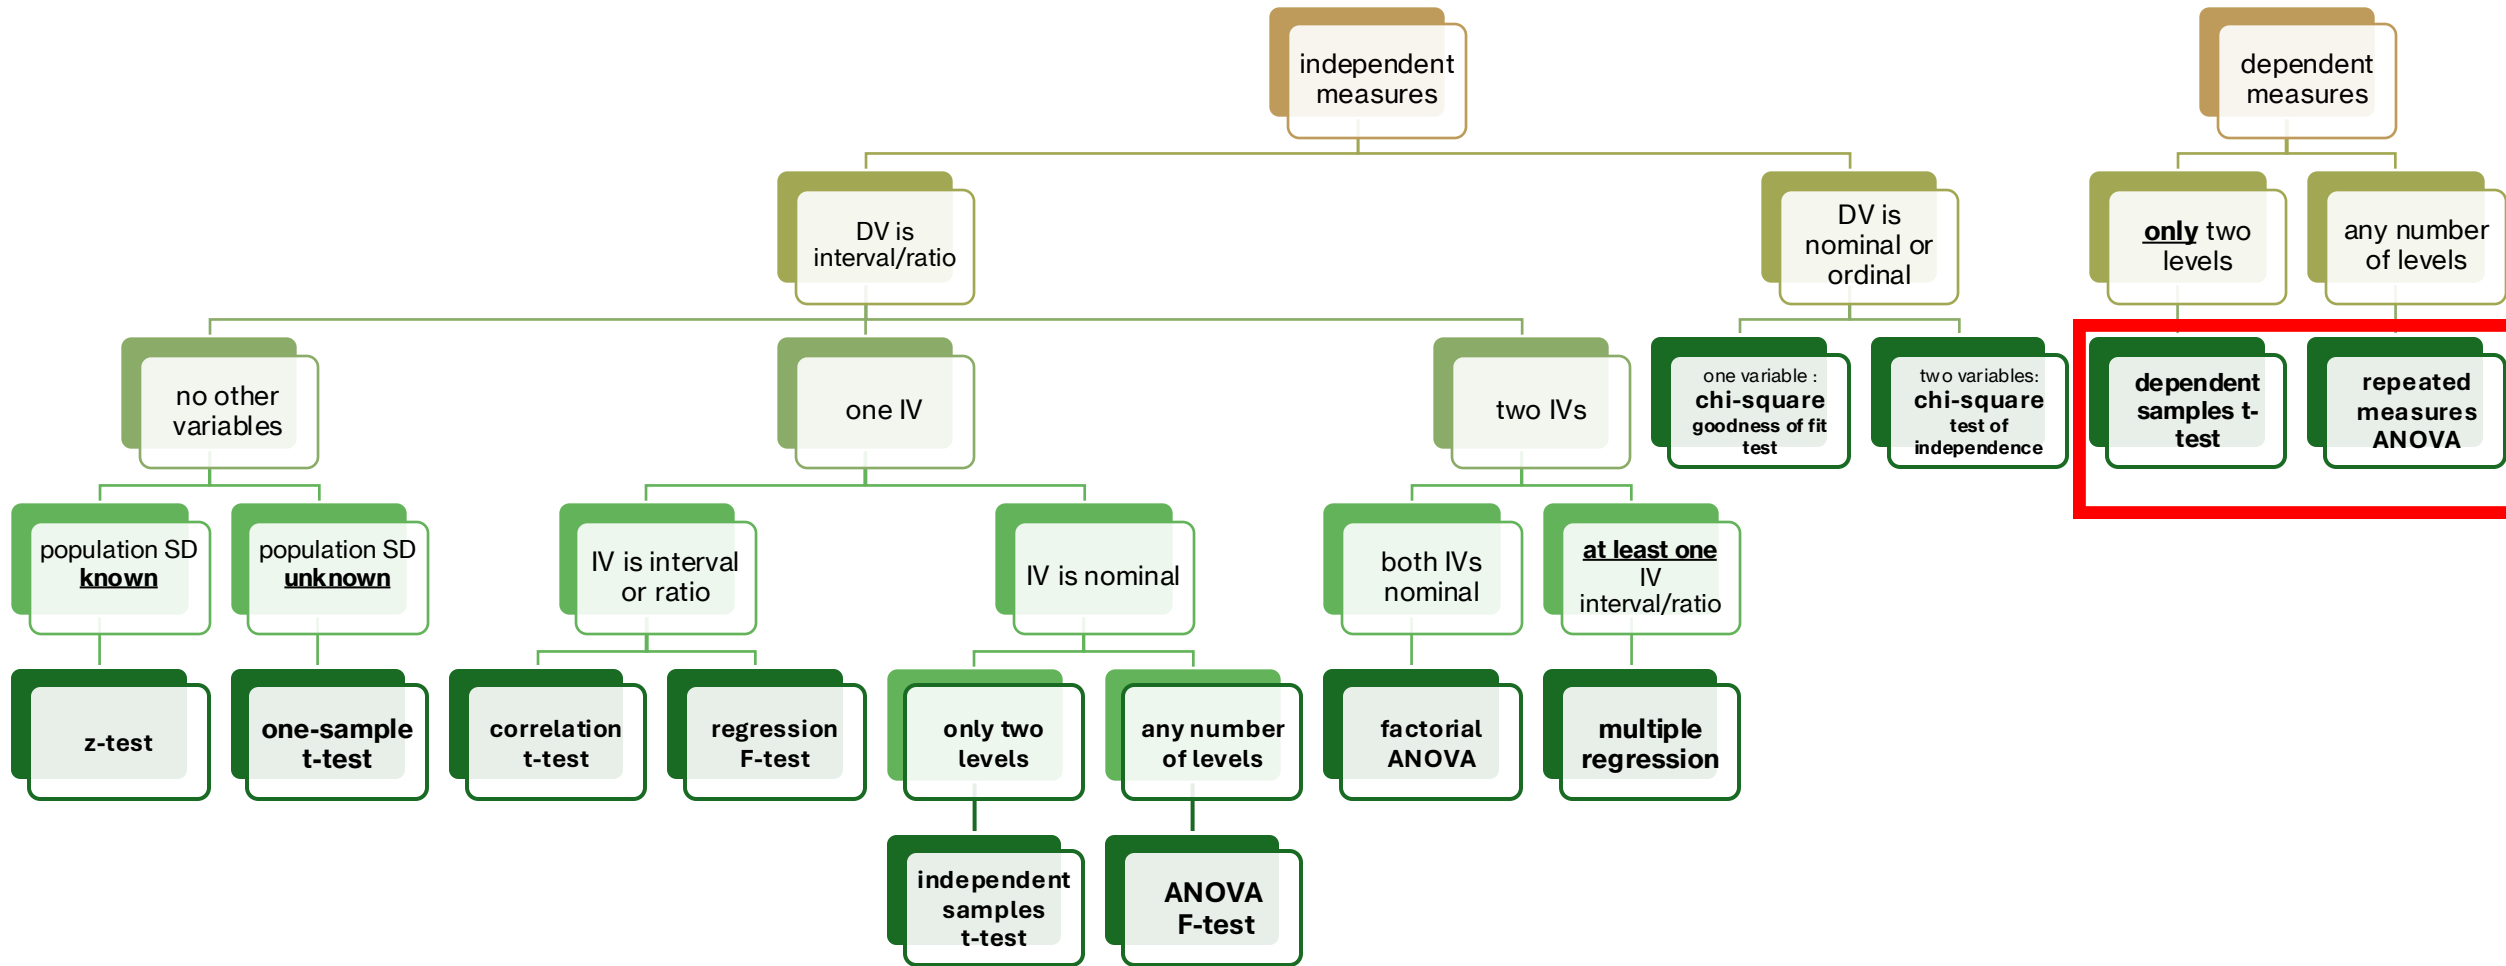 independent
measures
dependent
measures
DV is
interval/ratio
DV is
nominal or
ordinal
only two
levels
any number
of levels
no other
variables
one IV
two IVs
one variable :
chi-square
goodness of fit
test
two variables:
chi-square
test of
independence
dependent
samples t-
test
repeated
measures
ANOVA
population SD
known
population SD
unknown
IV is interval
or ratio
IV is nominal
both IVs
nominal
at least one
IV
interval/ratio
z-test
one-sample
t-test
correlation
t-test
regression
F-test
only two
levels
any number
of levels
factorial
ANOVA
multiple
regression
independent
samples
t-test
ANOVA
F-test